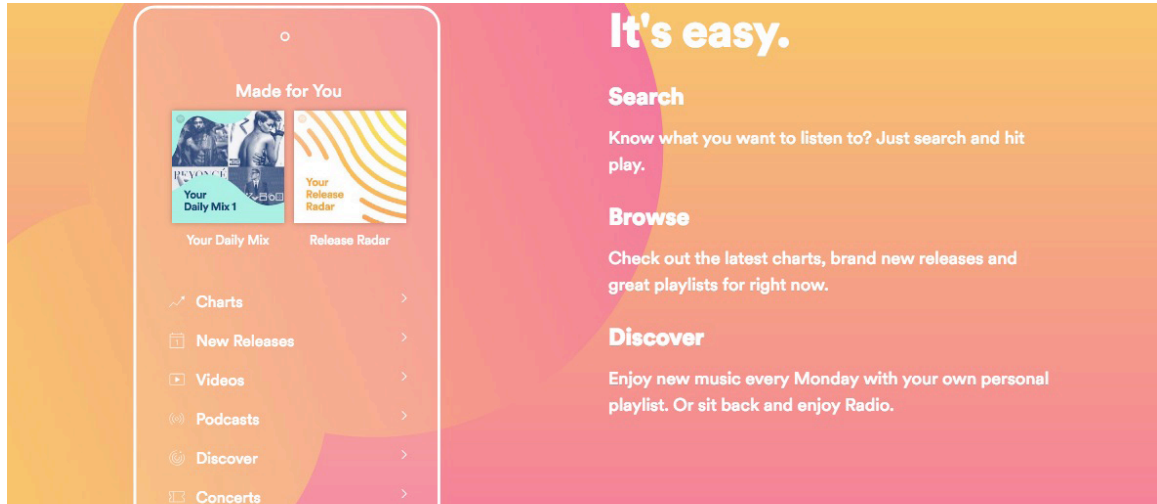 Made for You
BEYONCÉ
Your
Daily Mix 1
Your
Release
Radar
Your Daily Mix
Release Radar
Charts
New Releases
Videos
Podcasts
Discover
Concerts
It's easy.
Search
Know what you want to listen to? Just search and hit
play.
Browse
Check out the latest charts, brand new releases and
great playlists for right now.
Discover
Enjoy new music every Monday with your own personal
playlist. Or sit back and enjoy Radio.